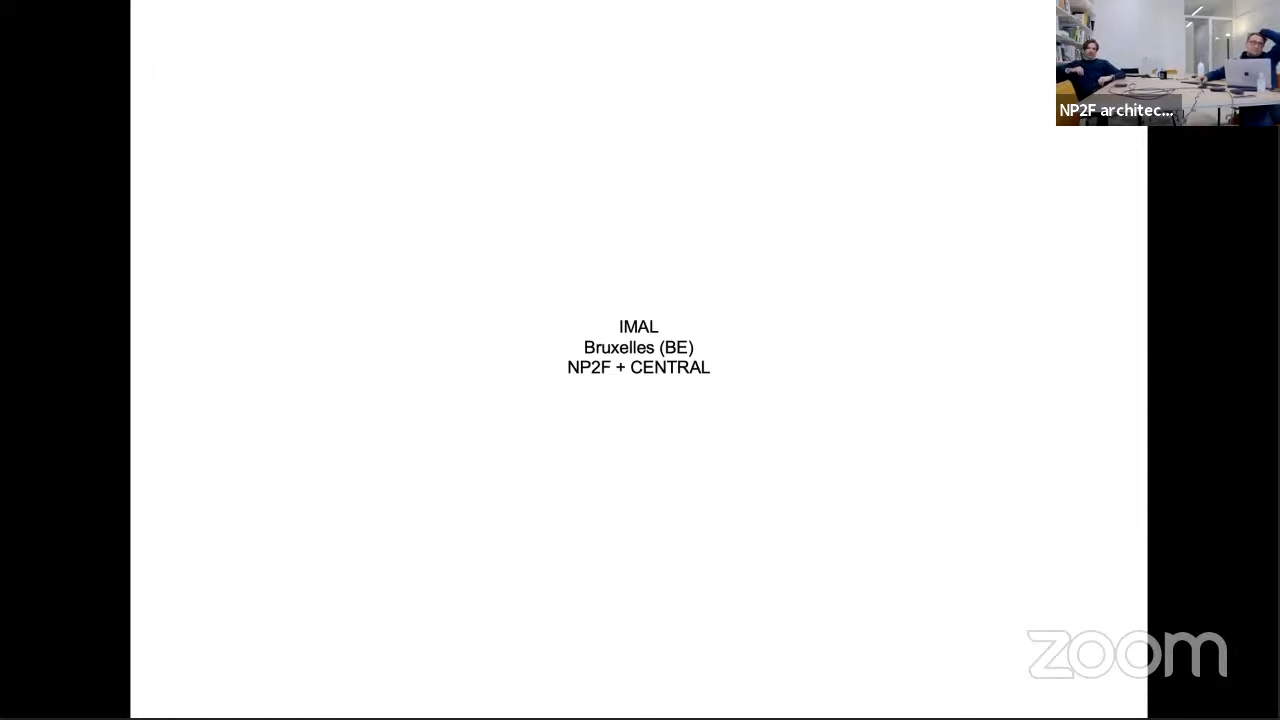 NP2F architec...
IMAL
Bruxelles (BE)
NP2F + CENTRAL
zoom